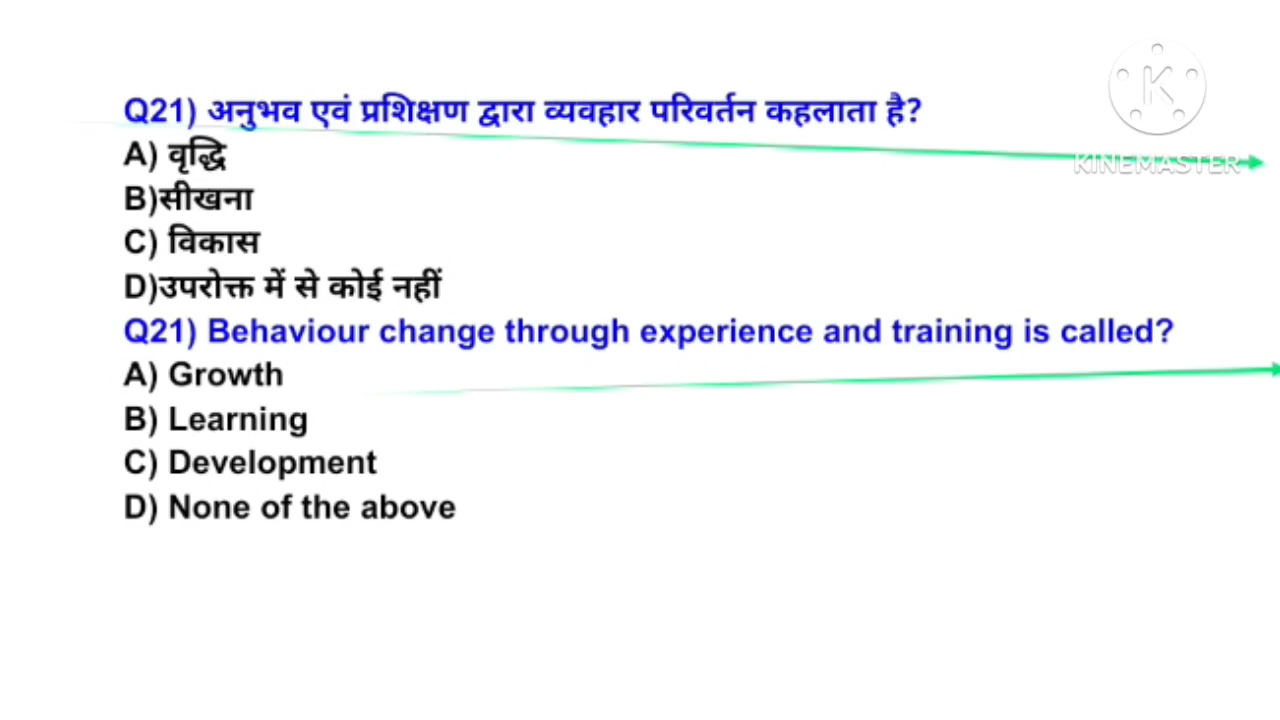 Q21) अनुभव एवं प्रशिक्षण द्वारा व्यवहार परिवर्तन कहलाता है?
A) वृद्धि
B)सीखना
C) विकास
D)उपरोक्त में से कोई नहीं
Q21) Behaviour change through experience and training is called?
A) Growth
B) Learning
C) Development
D) None of the above
K
KINEMASTER